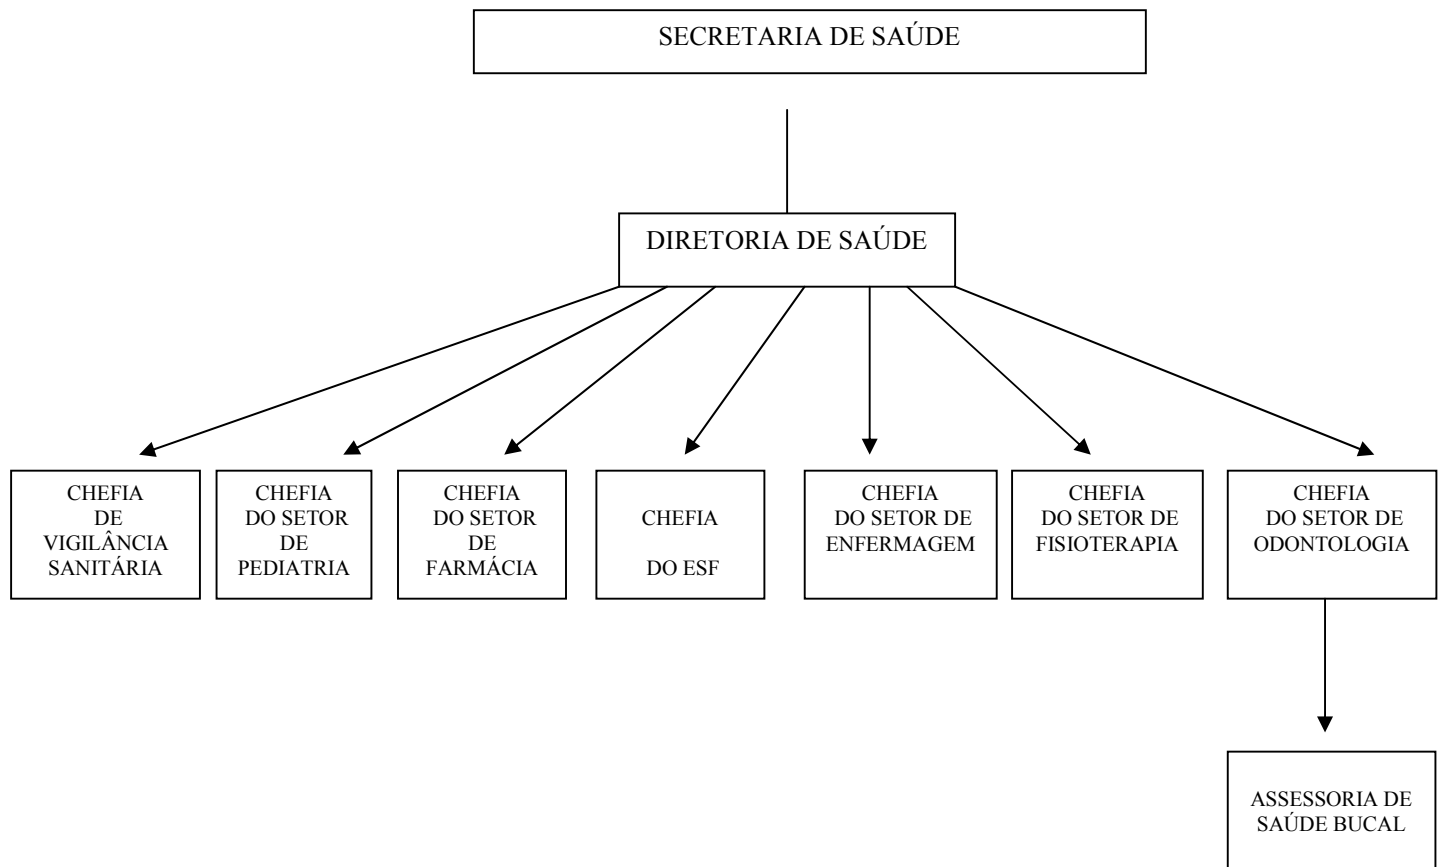 SECRETARIA DE SAÚDE
DIRETORIA DE SAÚDE
CHEFIA
DE
VIGILÂNCIA
SANITÁRIA
CHEFIA
DO SETOR
DE
PEDIATRIA
CHEFIA
DO SETOR
DE
FARMÁCIA
CHEFIA
DO ESF
CHEFIA
DO SETOR DE
ENFERMAGEM
CHEFIA
DO SETOR DE
FISIOTERAPIA
CHEFIA
DO SETOR DE
ODONTOLOGIA
ASSESSORIA DE
SAÚDE BUCAL